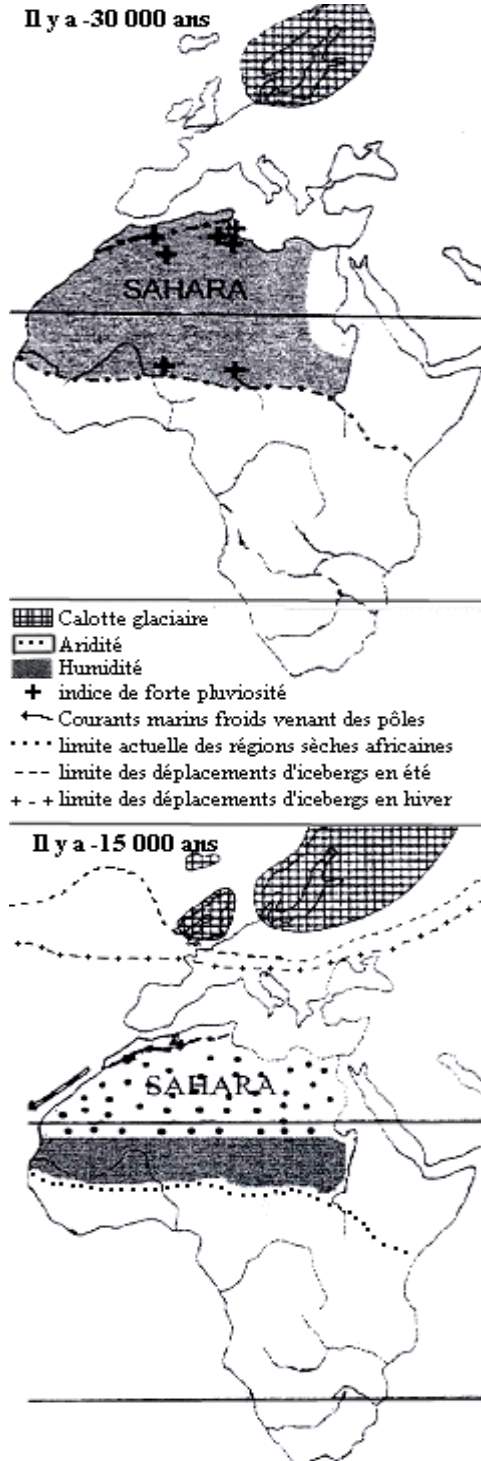 Il y a -30 000 ans
SAHARA
Calotte glaciaire
Aridité
Humidité
indice de forte pluviosité
Courants marins froids venant des pôles
limite actuelle des régions sèches africaines
limite des déplacements d'icebergs en été
limite des déplacements d'icebergs en hiver
Il y a -15 000 ans
SAHARA